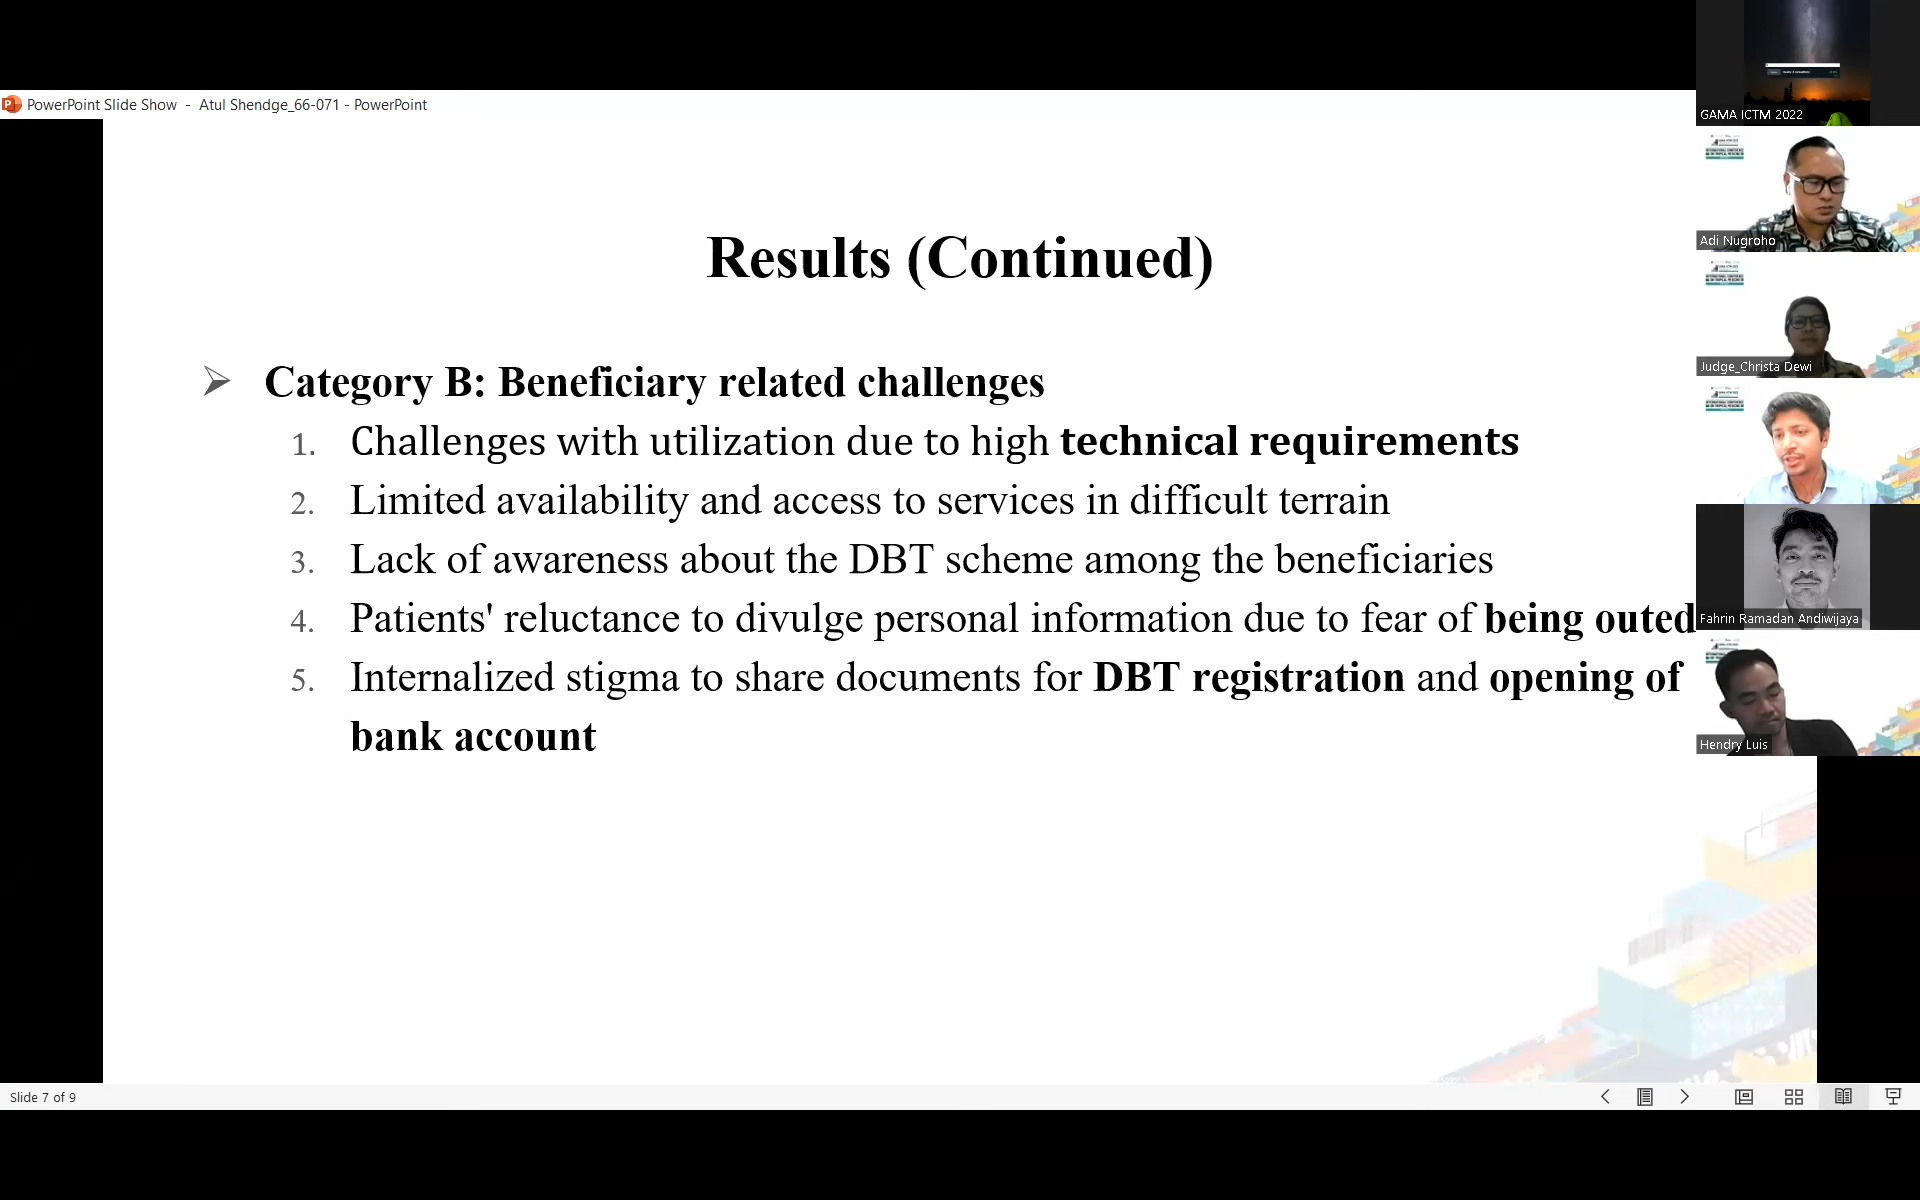 PowerPoint Slide Show - Atul Shendge_66-071 - PowerPoint
Results (Continued)
Category B: Beneficiary related challenges
1. Challenges with utilization due to high technical requirements
2. Limited availability and access to services in difficult terrain
3. Lack of awareness about the DBT scheme among the beneficiaries
4. Patients' reluctance to divulge personal information due to fear of being outed
5. Internalized stigma to share documents for DBT registration and opening of
bank account
GAMA ICTM 2022
Adi Nugroho
Judge_Christa Dewi
Fahrin Ramadan Andiwijaya
Hendry Luis
Slide 7 of 9